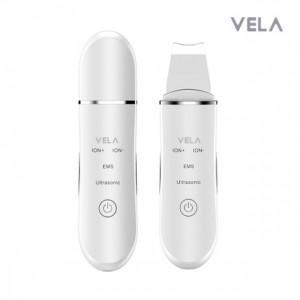 VELA
VELA
ION+ ION-
EMS
Ultrasonic
VELA
ION+ ION-
EMS
Ultrasonic